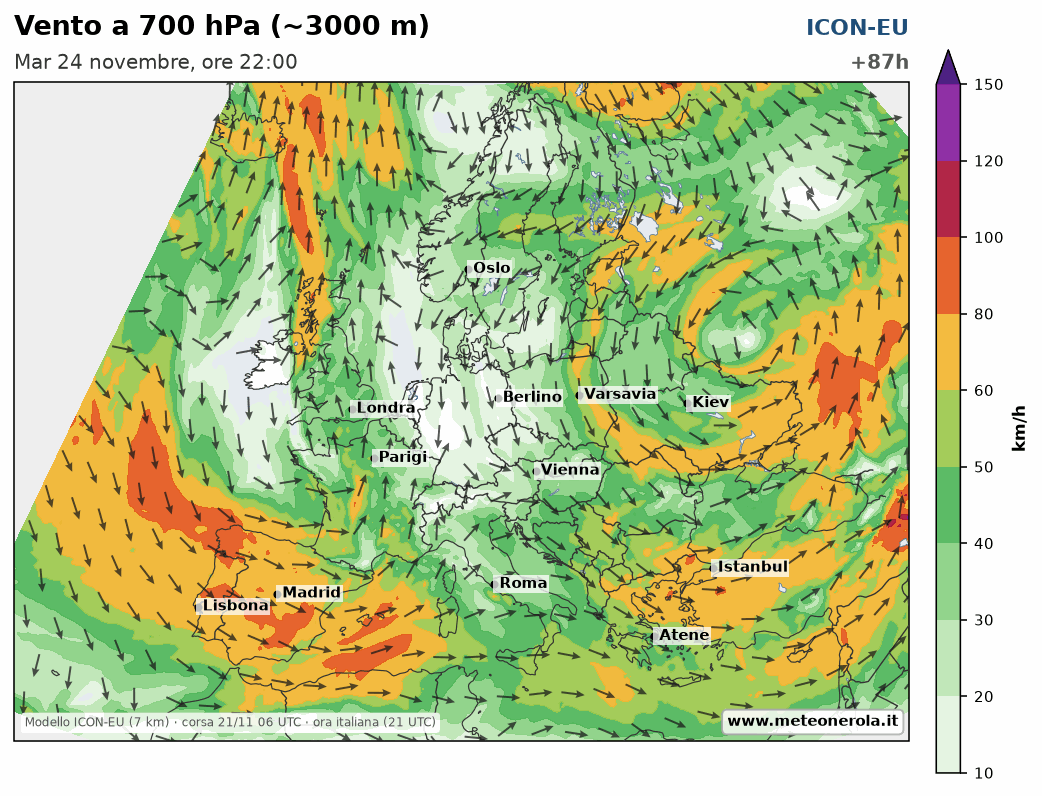 Vento a 700 hPa (~3000 m)
ICON-EU
Mar 24 novembre, ore 22:00
+87h
150
120
100
80
60
50
40
30
20
10
km/h
Oslo
Berlino
Varsavia
Kiev
Londra
Parigi
Vienna
Istanbul
Roma
Madrid
Lisbona
Atene
Modello ICON-EU (7 km) · corsa 21/11 06 UTC · ora italiana (21 UTC)
www.meteonerola.it